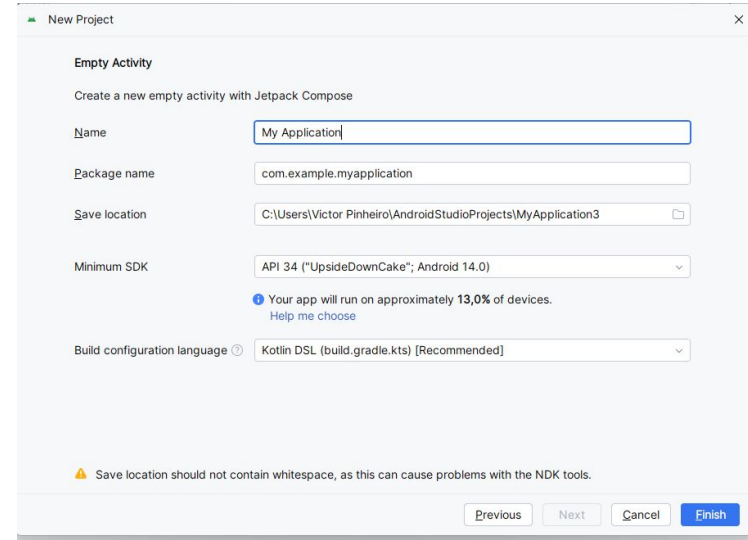 New Project
Empty Activity
Create a new empty activity with Jetpack Compose
Name My Application
Package name com.example.myapplication
Save location C:\Users\Victor Pinheiro\AndroidStudioProjects\MyApplication3
Minimum SDK API 34 ("UpsideDownCake"; Android 14.0)
Your app will run on approximately 13,0% of devices.
Help me choose
Build configuration language Kotlin DSL (build.gradle.kts) [Recommended]
Save location should not contain whitespace, as this can cause problems with the NDK tools.
Previous Next Cancel Finish